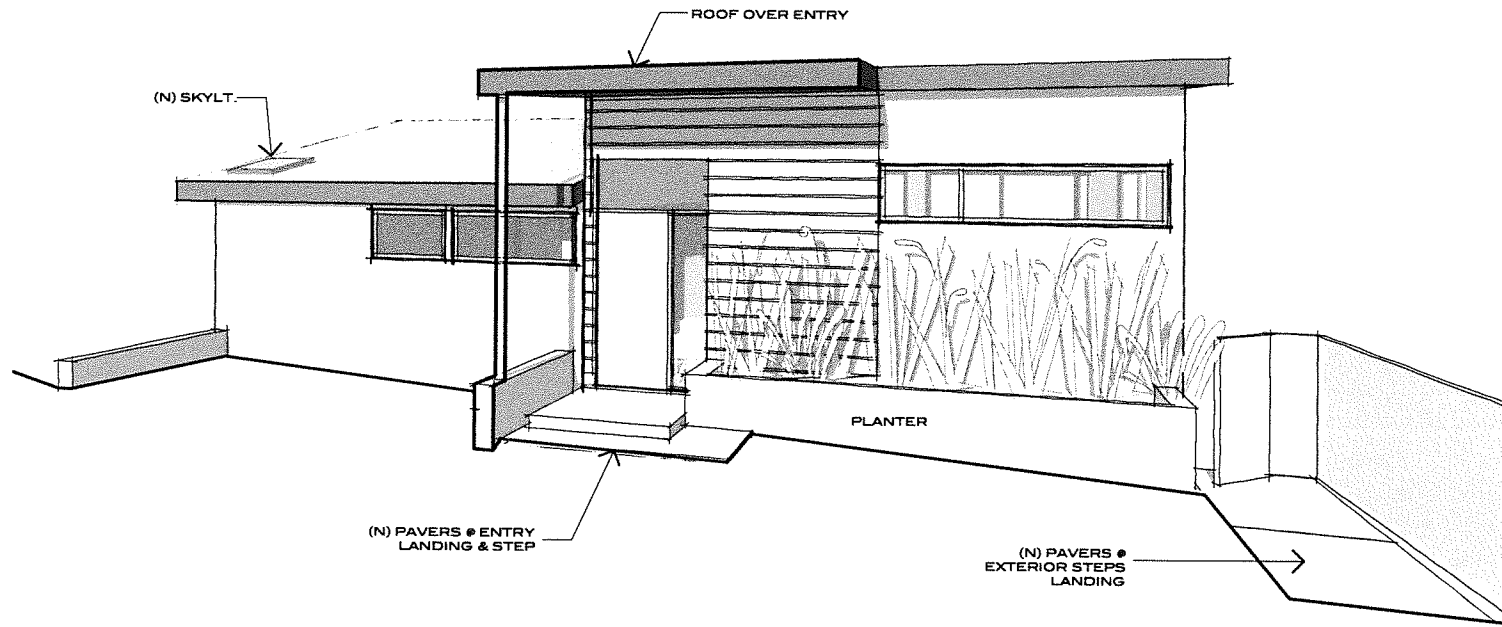 ROOF OVER ENTRY
(N) SKYLT.
PLANTER
(N) PAVERS @ ENTRY
LANDING & STEP
(N) PAVERS @
EXTERIOR STEPS
LANDING